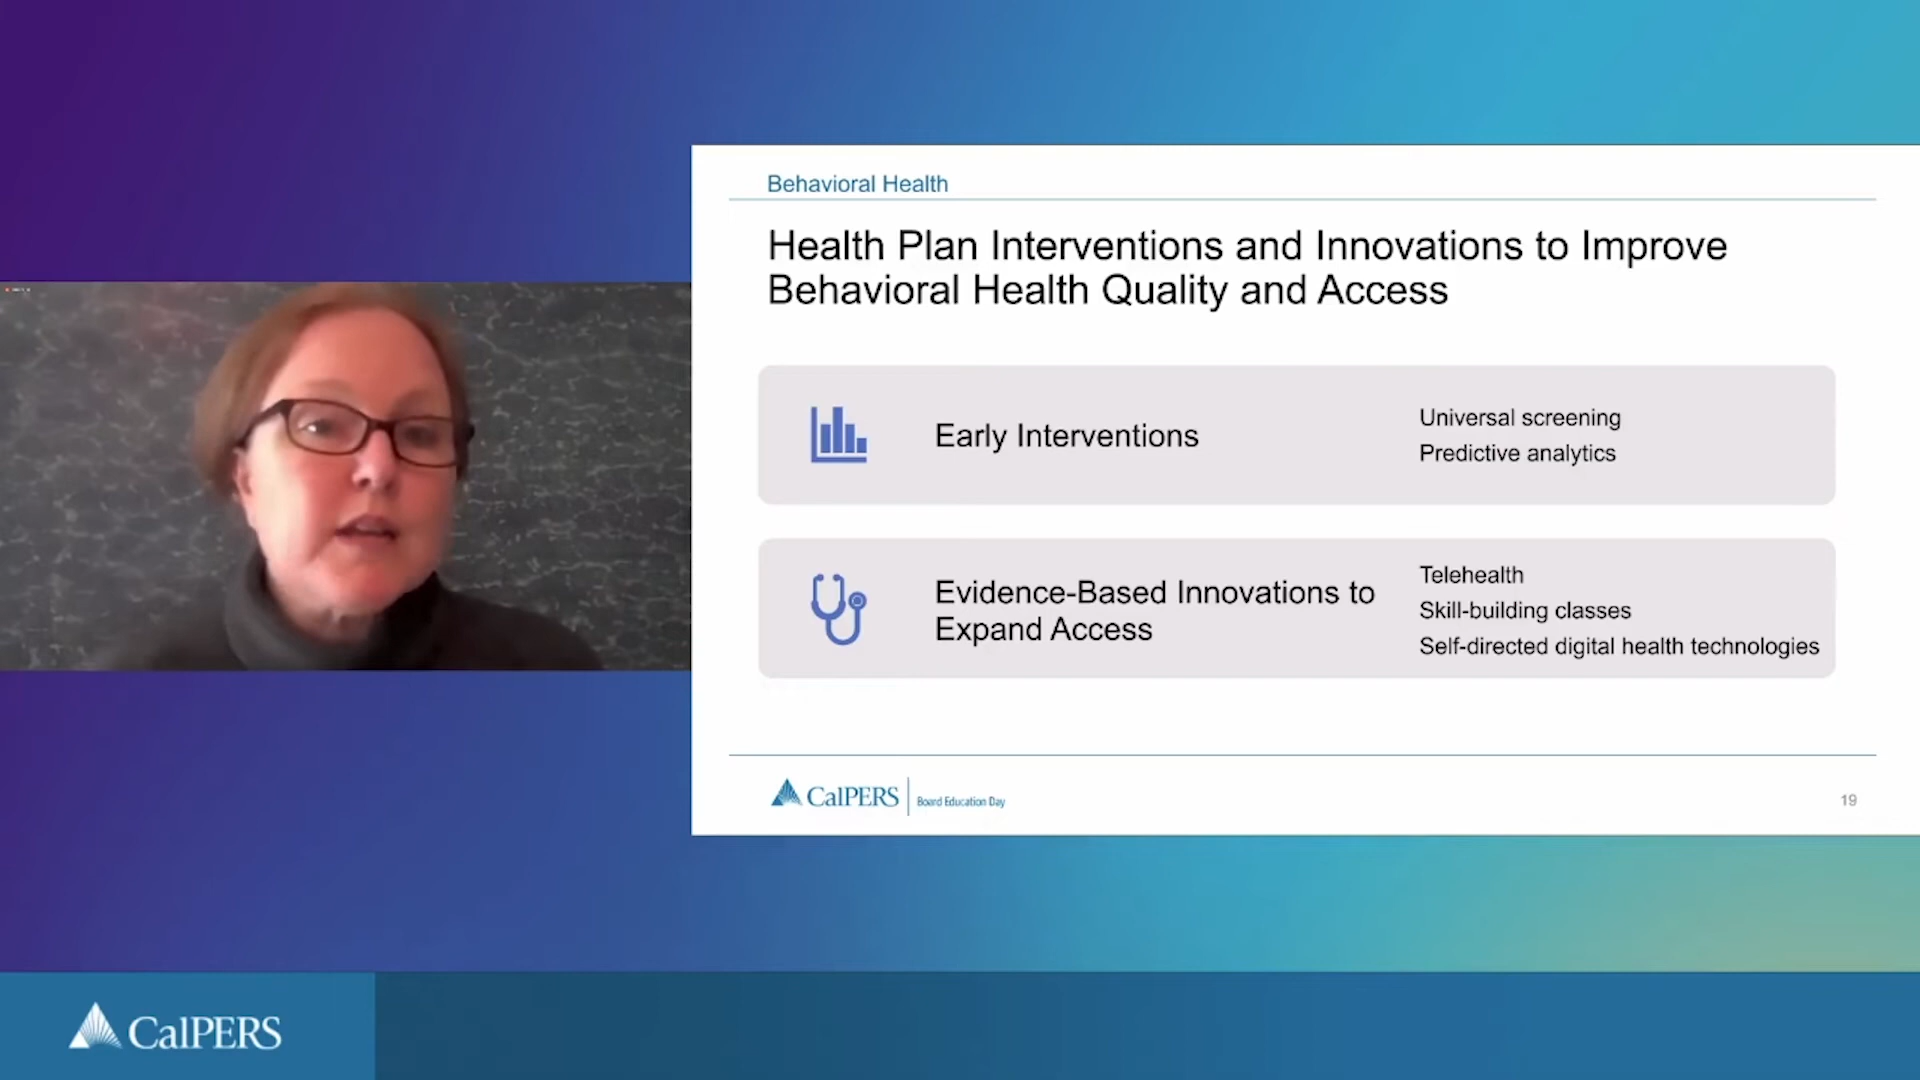 Behavioral Health
Health Plan Interventions and Innovations to Improve
Behavioral Health Quality and Access
Early Interventions
Universal screening
Predictive analytics
Evidence-Based Innovations to
Expand Access
Telehealth
Skill-building classes
Self-directed digital health technologies
CalPERS
Board Education Day
19
CalPERS